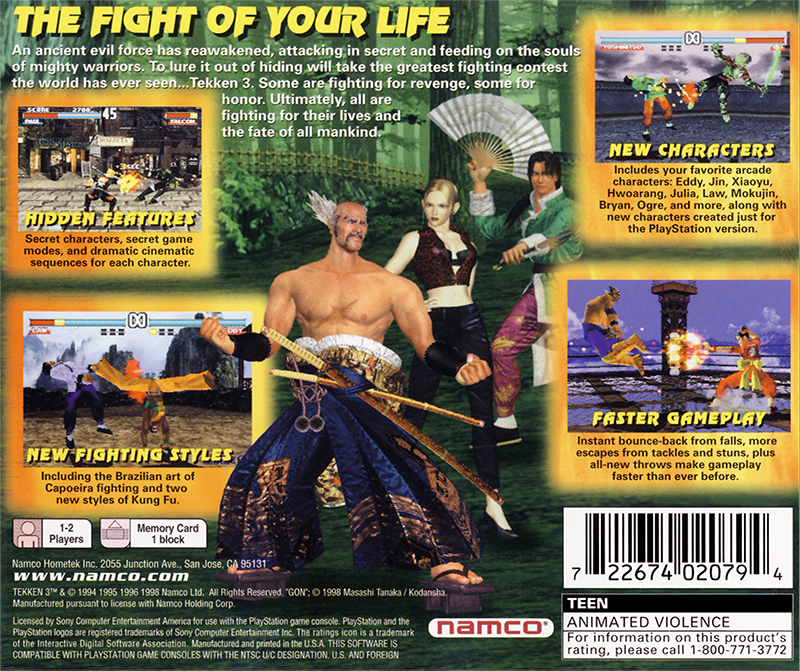 THE FIGHT OF YOUR LIFE
An ancient evil force has reawakened, attacking in secret and feeding on the souls
of mighty warriors. To lure it out of hiding will take the greatest fighting contest
the world has ever seen...Tekken 3. Some are fighting for revenge, some for
honor. Ultimately, all are
fighting for their lives and
the fate of all mankind.
SCORE 2700 45
PAUL FALCON
HIDDEN FEATURES
Secret characters, secret game
modes, and dramatic cinematic
sequences for each character.
YOSHIMITSU
NEW CHARACTERS
Includes your favorite arcade
characters: Eddy, Jin, Xiaoyu,
Hwoarang, Julia, Law, Mokujin,
Bryan, Ogre, and more, along with
new characters created just for
the PlayStation version.
LAW EDDY
NEW FIGHTING STYLES
Including the Brazilian art of
Capoeira fighting and two
new styles of Kung Fu.
FASTER GAMEPLAY
Instant bounce-back from falls, more
escapes from tackles and stuns, plus
all-new throws make gameplay
faster than ever before.
1-2
Players
Memory Card
1 block
Namco Hometek Inc. 2055 Junction Ave., San Jose, CA 95131
www.namco.com
TEKKEN 3™ & © 1994 1995 1996 1998 Namco Ltd. All Rights Reserved. "GON"; © 1998 Masashi Tanaka / Kodansha.
Manufactured pursuant to license with Namco Holding Corp.
Licensed by Sony Computer Entertainment America for use with the PlayStation game console. PlayStation and the
PlayStation logos are registered trademarks of Sony Computer Entertainment Inc. The ratings icon is a trademark
of the Interactive Digital Software Association. Manufactured and printed in the U.S.A. THIS SOFTWARE IS
COMPATIBLE WITH PLAYSTATION GAME CONSOLES WITH THE NTSC U/C DESIGNATION. U.S. AND FOREIGN
namco®
7 22674 02079 4
TEEN
ANIMATED VIOLENCE
For information on this product's
rating, please call 1-800-771-3772